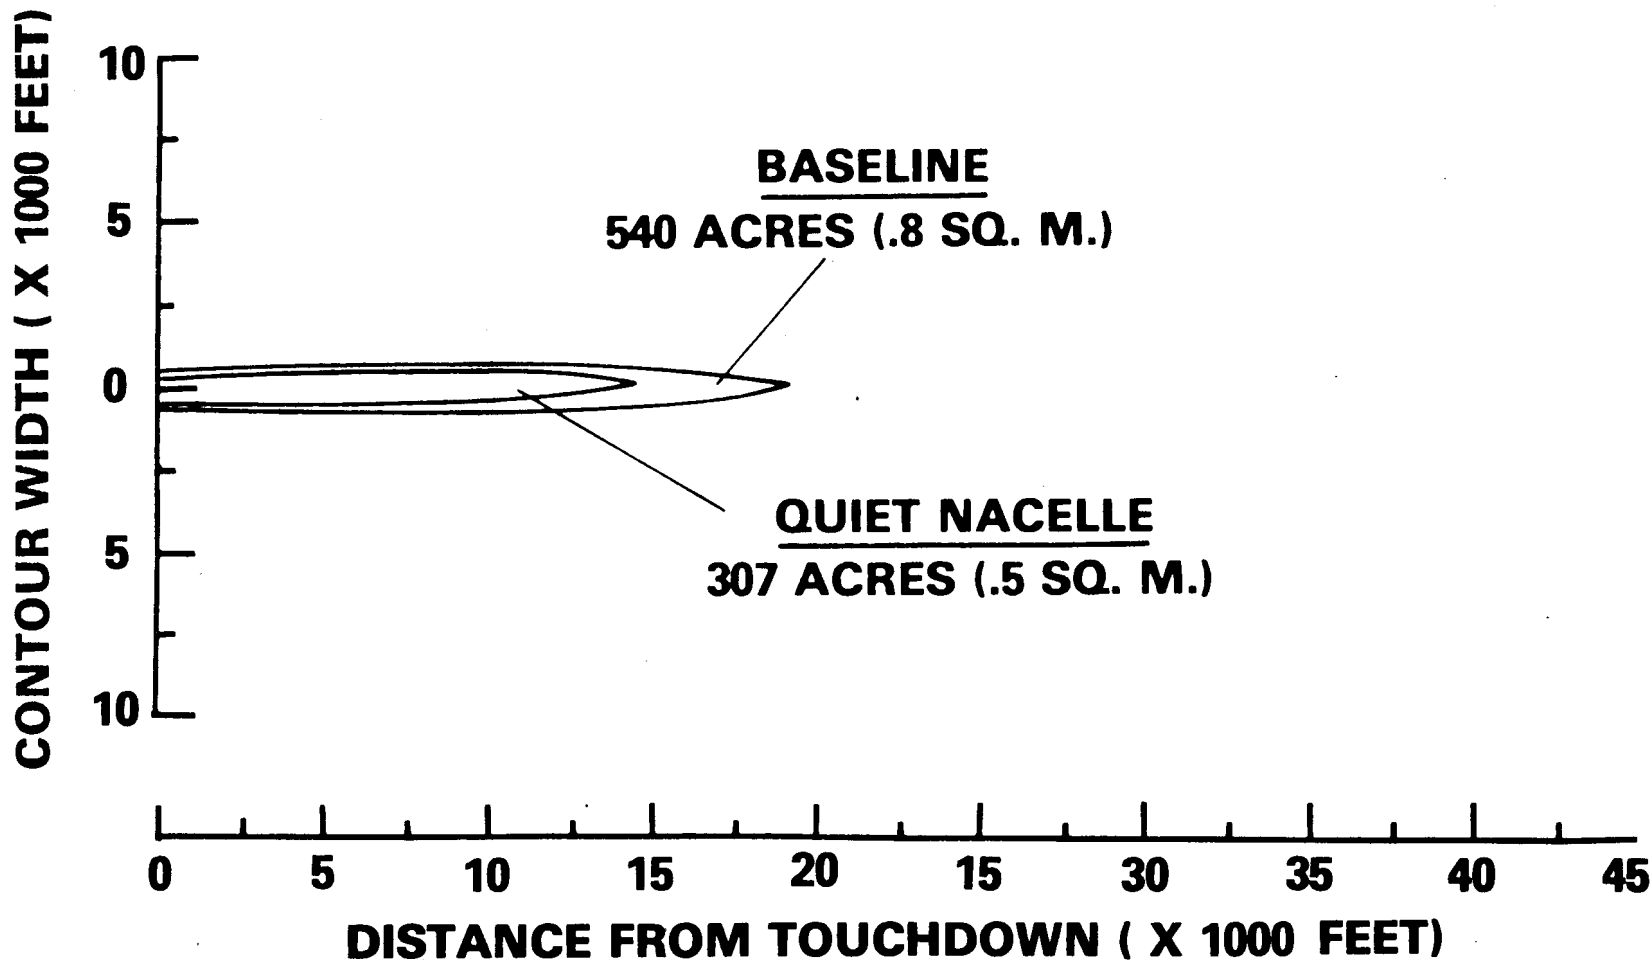 CONTOUR WIDTH ( X 1000 FEET)
10
5
0
5
10
BASELINE
540 ACRES (.8 SQ. M.)
QUIET NACELLE
307 ACRES (.5 SQ. M.)
0 5 10 15 20 15 30 35 40 45
DISTANCE FROM TOUCHDOWN ( X 1000 FEET)